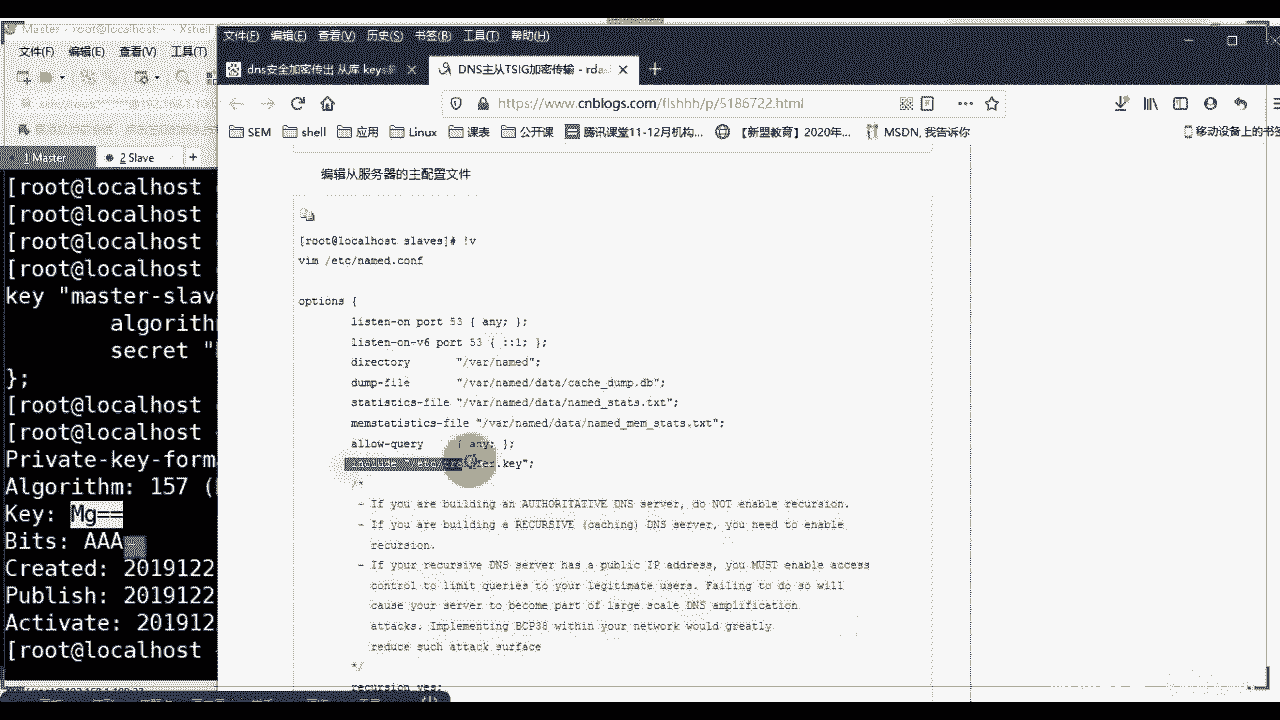 Master - root@localhost:~ - Xshell
文件(F) 编辑(E) 查看(V) 工具(T)
1 Master
2 Slave
+
[root@localhost
[root@localhost
[root@localhost
[root@localhost
key "master-slav
algorith
secret "
};
[root@localhost
[root@localhost
Private-key-form
Algorithm: 157 (
Key: Mg==
Bits: AAA
Created: 2019122
Publish: 2019122
Activate: 2019122
[root@localhost
文件(F) 编辑(E) 查看(V) 历史(S) 书签(B) 工具(T) 帮助(H)
dns安全加密传出 从库 keys
DNS主从TSIG加密传输 - rda
https://www.cnblogs.com/flshhh/p/5186722.html
SEM shell 应用 Linux 课表 公开课 腾讯课堂11-12月机构... 【新盟教育】2020年... MSDN, 我告诉你 移动设备上的书签
编辑从服务器的主配置文件
[root@localhost slaves]# !v
vim /etc/named.conf
options {
listen-on port 53 { any; };
listen-on-v6 port 53 { ::1; };
directory "/var/named";
dump-file "/var/named/data/cache_dump.db";
statistics-file "/var/named/data/named_stats.txt";
memstatistics-file "/var/named/data/named_mem_stats.txt";
allow-query { any; };
include "/etc/transfer.key";
/*
- If you are building an AUTHORITATIVE DNS server, do NOT enable recursion.
- If you are building a RECURSIVE (caching) DNS server, you need to enable
recursion.
- If your recursive DNS server has a public IP address, you MUST enable access
control to limit queries to your legitimate users. Failing to do so will
cause your server to become part of large scale DNS amplification
attacks. Implementing BCP38 within your network would greatly
reduce such attack surface
*/
recursion yes;